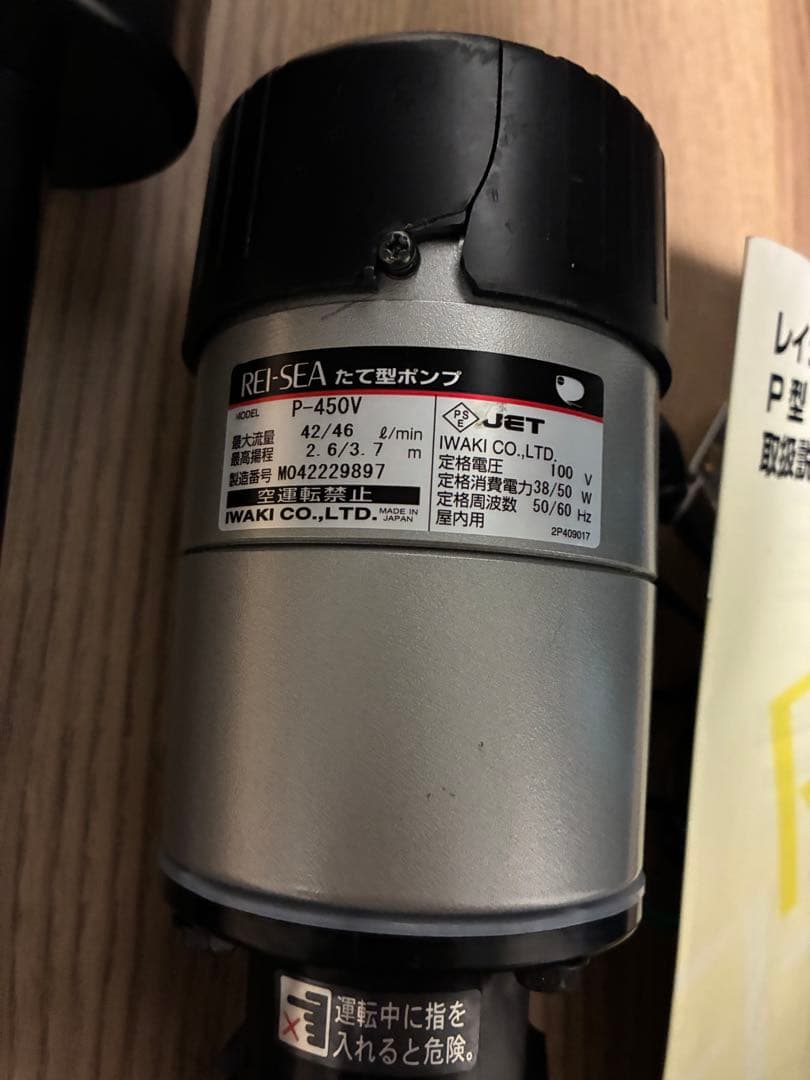 REI-SEA たて型ポンプ
MODEL P-450V
最大流量 42/46 ℓ/min
最高揚程 2.6/3.7 m
製造番号 M042229897
空運転禁止
IWAKI CO.,LTD. MADE IN JAPAN
PSE JET
IWAKI CO.,LTD.
定格電圧 100 V
定格消費電力 38/50 W
定格周波数 50/60 Hz
屋内用
2P409017
運転中に指を
入れると危険。
レイ
P型
取扱説